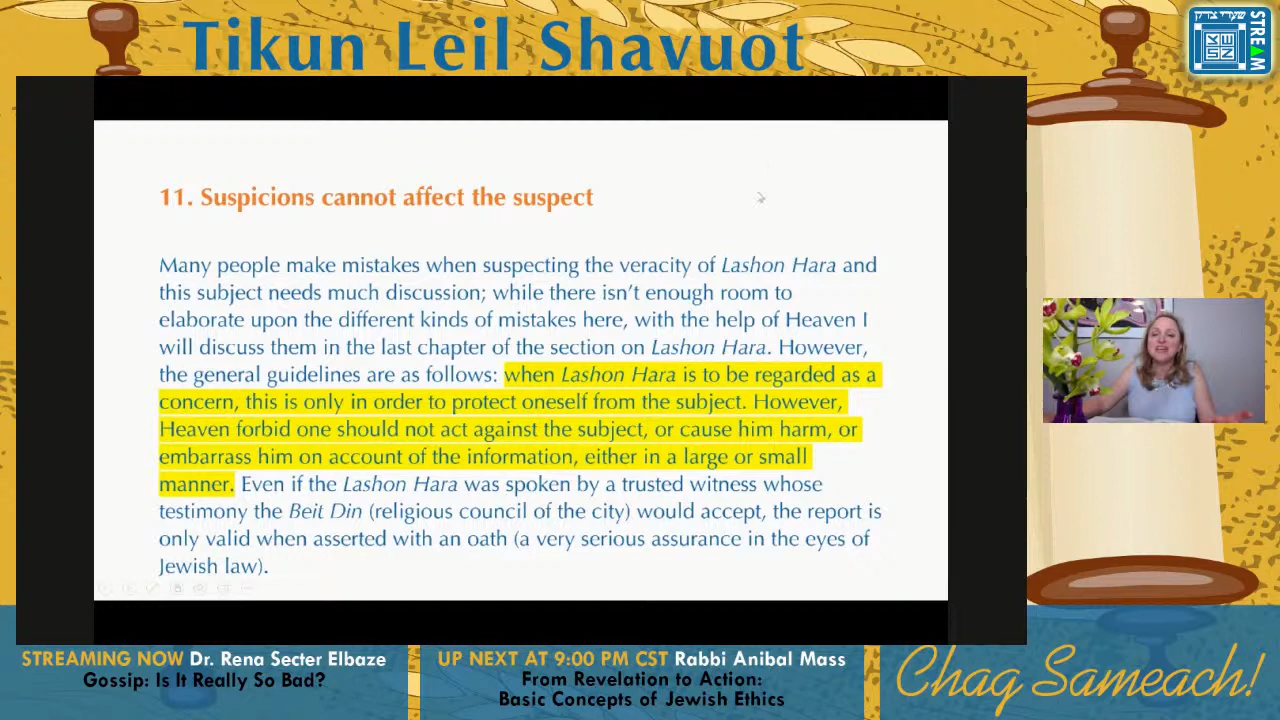 Tikun Leil Shavuot
שערי צדק
STREAM
11. Suspicions cannot affect the suspect
Many people make mistakes when suspecting the veracity of Lashon Hara and
this subject needs much discussion; while there isn’t enough room to
elaborate upon the different kinds of mistakes here, with the help of Heaven I
will discuss them in the last chapter of the section on Lashon Hara. However,
the general guidelines are as follows: when Lashon Hara is to be regarded as a
concern, this is only in order to protect oneself from the subject. However,
Heaven forbid one should not act against the subject, or cause him harm, or
embarrass him on account of the information, either in a large or small
manner. Even if the Lashon Hara was spoken by a trusted witness whose
testimony the Beit Din (religious council of the city) would accept, the report is
only valid when asserted with an oath (a very serious assurance in the eyes of
Jewish law).
STREAMING NOW Dr. Rena Secter Elbaze
Gossip: Is It Really So Bad?
UP NEXT AT 9:00 PM CST Rabbi Anibal Mass
From Revelation to Action:
Basic Concepts of Jewish Ethics
Chag Sameach!